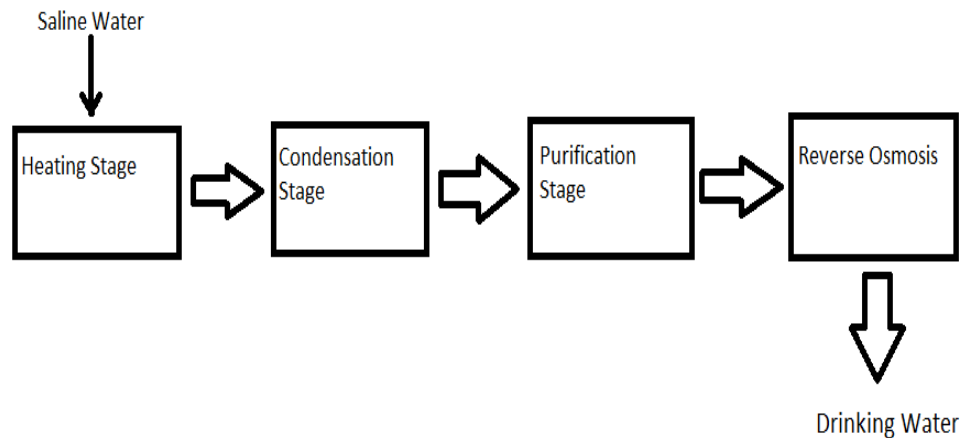 Saline Water
Heating Stage
Condensation
Stage
Purification
Stage
Reverse Osmosis
Drinking Water